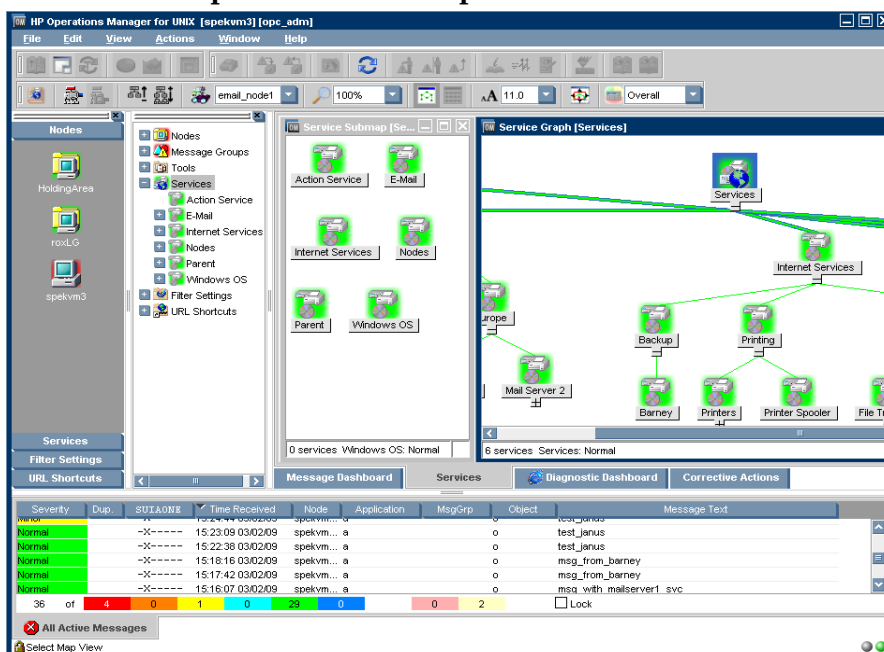 HP Operations Manager for UNIX [spekvm3] [opc_adm]
File Edit View Actions Window Help
email_node1 100% AA 11.0 Overall
Nodes
HoldingArea
roxLG
spekvm3
Services
Filter Settings
URL Shortcuts
Nodes
Message Groups
Tools
Services
Action Service
E-Mail
Internet Services
Nodes
Parent
Windows OS
Filter Settings
URL Shortcuts
Service Submap [Se...
Action Service E-Mail
Internet Services Nodes
Parent Windows OS
0 services Windows OS: Normal
Service Graph [Services]
Services
Internet Services
urope
Backup Printing
Mail Server 2
Barney Printers Printer Spooler File Tr
6 services Services: Normal
Message Dashboard Services Diagnostic Dashboard Corrective Actions
Severity Dup. SUIAONE Time Received Node Application MsgGrp Object Message Text
Normal -X----- 15:23:09 03/02/09 spekvm... a o test_janus
Normal -X----- 15:22:38 03/02/09 spekvm... a o test_janus
Normal -X----- 15:18:16 03/02/09 spekvm... a o msg_from_barney
Normal -X----- 15:17:42 03/02/09 spekvm... a o msg_from_barney
Normal -X----- 15:16:07 03/02/09 spekvm... a o msg_with_mailserver1_svc
36 of 4 0 1 0 29 0 0 2 Lock
All Active Messages
Select Map View